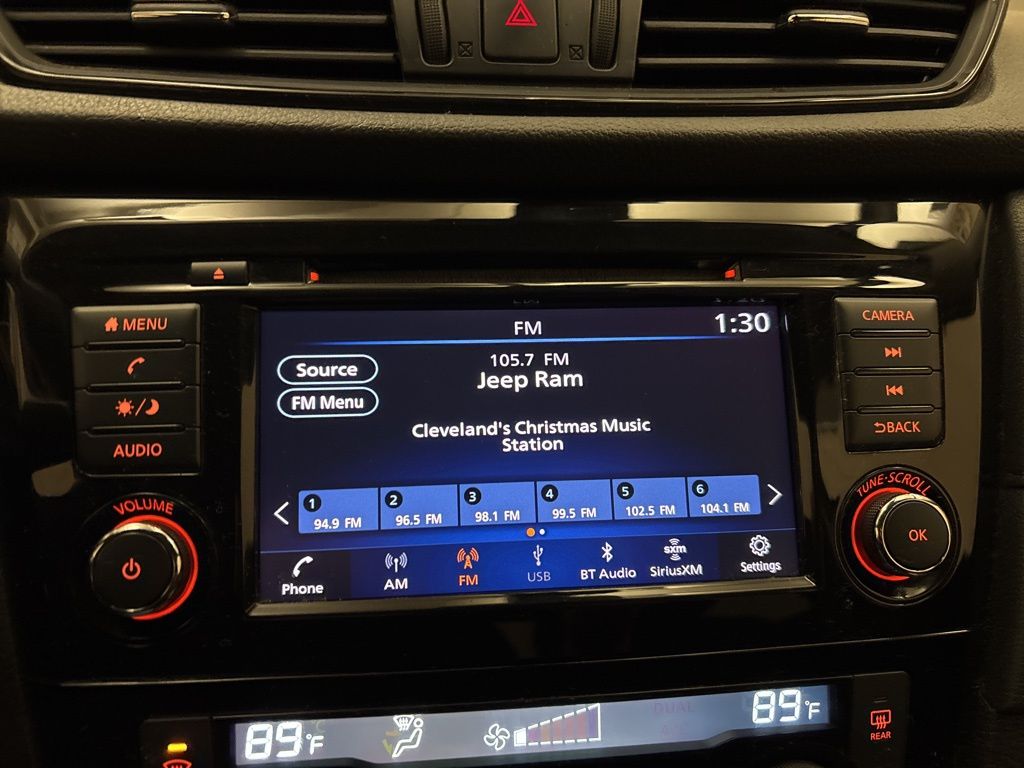 FM
1:30
MENU
CAMERA
105.7 FM
Source
Jeep Ram
FM Menu
Cleveland's Christmas Music
Station
AUDIO
BACK
1 2 3 4 5 6
94.9 FM 96.5 FM 98.1 FM 99.5 FM 102.5 FM 104.1 FM
VOLUME
TUNE·SCROLL
OK
Phone AM FM USB BT Audio sxm SiriusXM Settings
89°F
89°F
DUAL
REAR